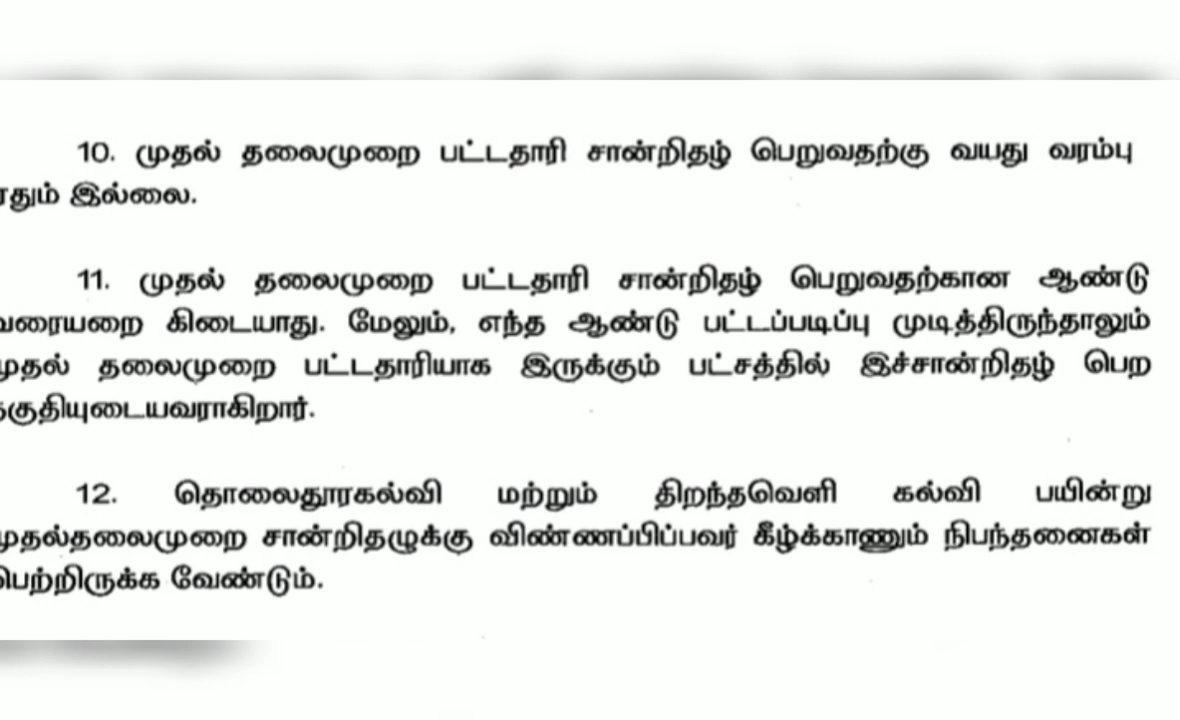 10. முதல் தலைமுறை பட்டதாரி சான்றிதழ் பெறுவதற்கு வயது வரம்பு
ஏதும் இல்லை.
11. முதல் தலைமுறை பட்டதாரி சான்றிதழ் பெறுவதற்கான ஆண்டு
வரையறை கிடையாது. மேலும், எந்த ஆண்டு பட்டப்படிப்பு முடித்திருந்தாலும்
முதல் தலைமுறை பட்டதாரியாக இருக்கும் பட்சத்தில் இச்சான்றிதழ் பெற
தகுதியுடையவராகிறார்.
12. தொலைதூரகல்வி மற்றும் திறந்தவெளி கல்வி பயின்று
முதல்தலைமுறை சான்றிதழுக்கு விண்ணப்பிப்பவர் கீழ்க்காணும் நிபந்தனைகள்
பெற்றிருக்க வேண்டும்.